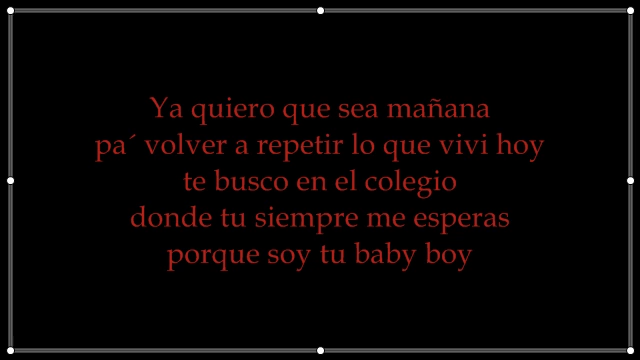 Ya quiero que sea mañana
pa´ volver a repetir lo que vivi hoy
te busco en el colegio
donde tu siempre me esperas
porque soy tu baby boy